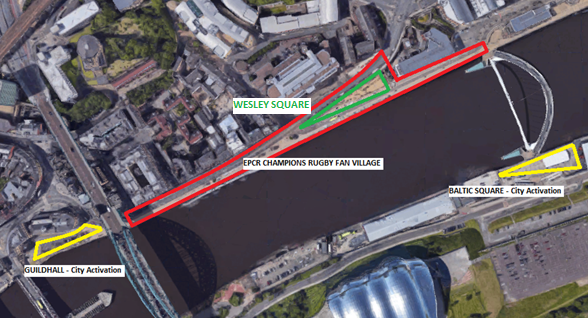 WESLEY SQUARE
EPCR CHAMPIONS RUGBY FAN VILLAGE
BALTIC SQUARE - City Activation
GUILDHALL - City Activation